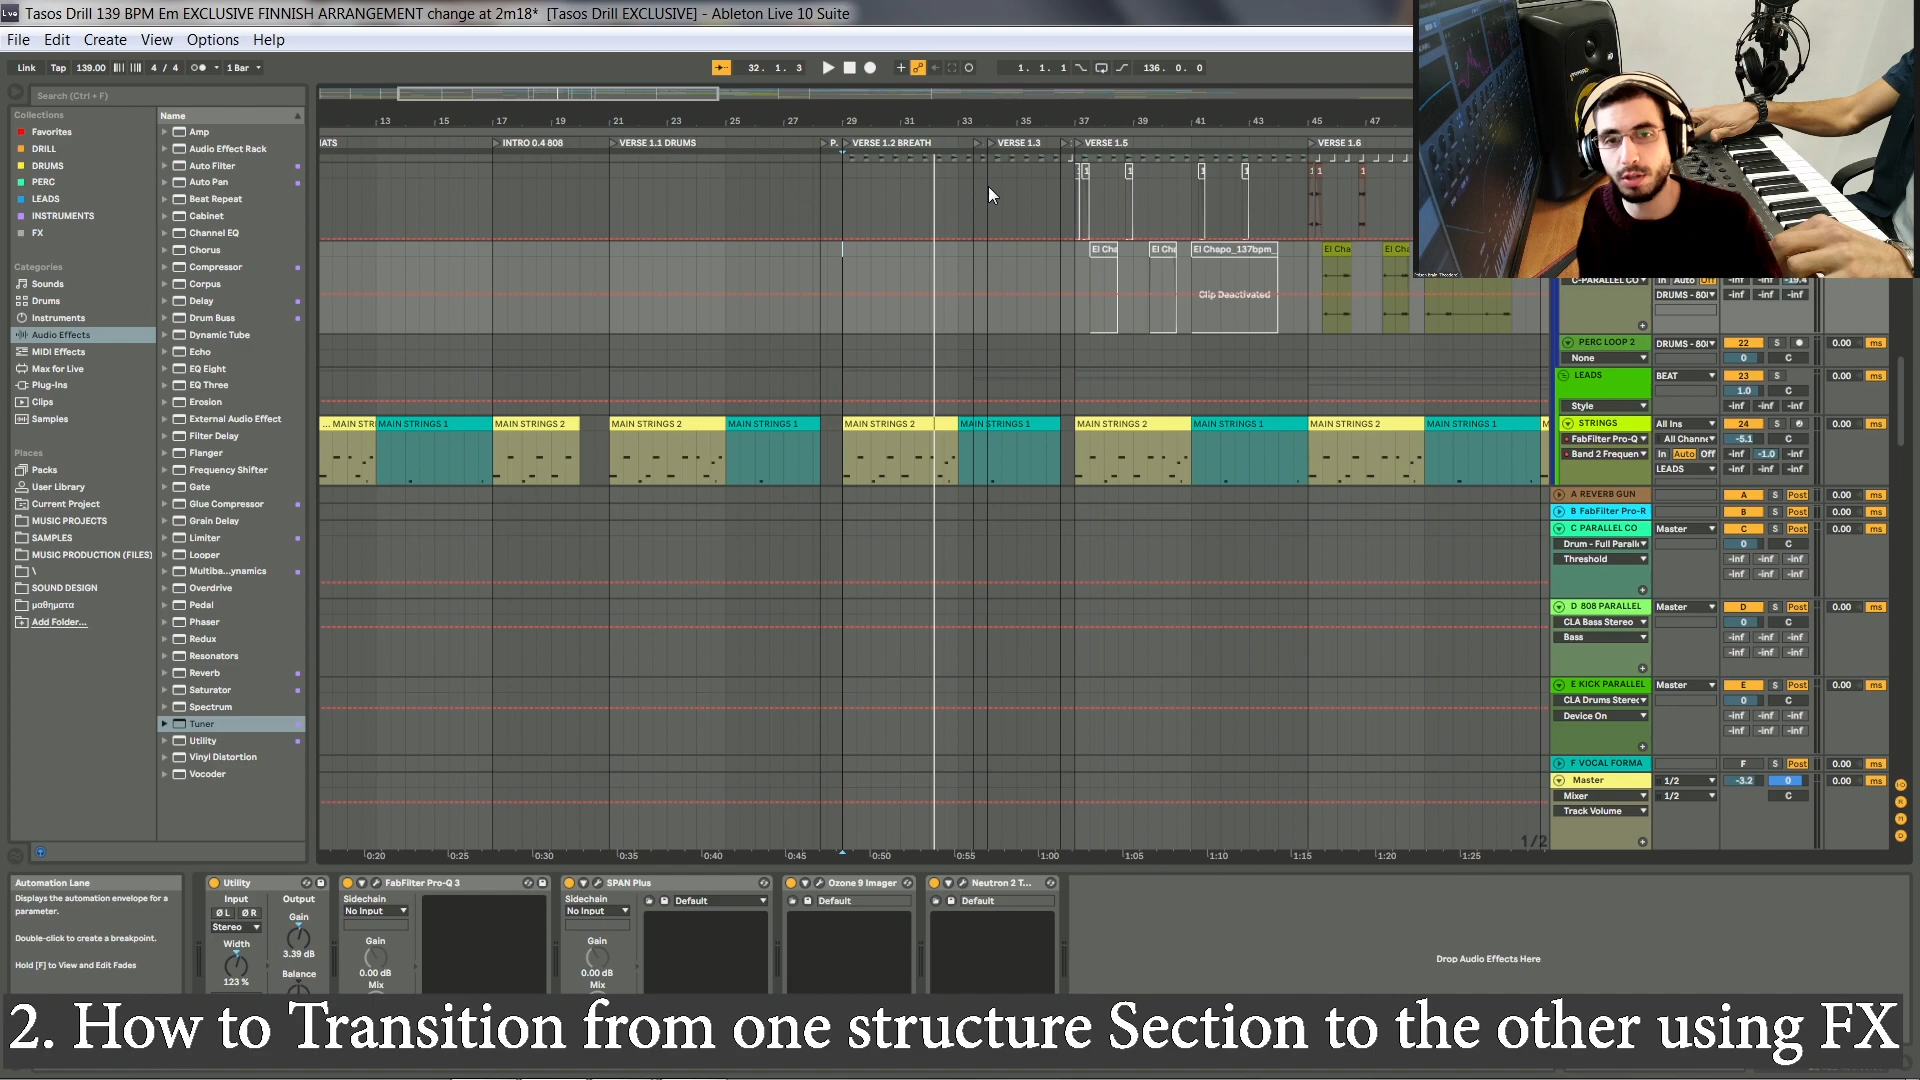 Tasos Drill 139 BPM Em EXCLUSIVE FINNISH ARRANGEMENT change at 2m18* [Tasos Drill EXCLUSIVE] - Ableton Live 10 Suite
File Edit Create View Options Help
Link Tap 139.00 4 / 4 1 Bar 32. 1. 3 1. 1. 1 136. 0. 0
Search (Ctrl + F)
Collections
Favorites
DRILL
DRUMS
PERC
LEADS
INSTRUMENTS
FX
Categories
Sounds
Drums
Instruments
Audio Effects
MIDI Effects
Max for Live
Plug-Ins
Clips
Samples
Places
Packs
User Library
Current Project
MUSIC PROJECTS
SAMPLES
MUSIC PRODUCTION (FILES)
\
SOUND DESIGN
μαθηματα
Add Folder...
Name
Amp
Audio Effect Rack
Auto Filter
Auto Pan
Beat Repeat
Cabinet
Channel EQ
Chorus
Compressor
Corpus
Delay
Drum Buss
Dynamic Tube
Echo
EQ Eight
EQ Three
Erosion
External Audio Effect
Filter Delay
Flanger
Frequency Shifter
Gate
Glue Compressor
Grain Delay
Limiter
Looper
Multiba...ynamics
Overdrive
Pedal
Phaser
Redux
Resonators
Reverb
Saturator
Spectrum
Tuner
Utility
Vinyl Distortion
Vocoder
13 15 17 19 21 23 25 27 29 31 33 35 37 39 41 43 45 47
IATS INTRO 0.4 808 VERSE 1.1 DRUMS P. VERSE 1.2 BREATH VERSE 1.3 VERSE 1.5 VERSE 1.6
El Cha El Cha El Chapo_137bpm_ El Cha El Cha
Clip Deactivated
... MAIN STRI MAIN STRINGS 1 MAIN STRINGS 2 MAIN STRINGS 2 MAIN STRINGS 1 MAIN STRINGS 2 MAIN STRINGS 1 MAIN STRINGS 2 MAIN STRINGS 1 MAIN STRINGS 2 MAIN STRINGS 1 M
1/2
0:20 0:25 0:30 0:35 0:40 0:45 0:50 0:55 1:00 1:05 1:10 1:15 1:20 1:25
C-PARALLEL CO In Auto Off -19.4
DRUMS - 80 -inf -inf -inf
PERC LOOP 2 DRUMS - 80 22 S 0.00 ms
None 0 C
LEADS BEAT 23 S 0.00 ms
1.0 C
Style -inf -inf -inf
STRINGS All Ins 24 S 0.00 ms
FabFilter Pro-Q All Channe -5.1 C
Band 2 Frequen In Auto Off -inf -1.0 -inf
LEADS -inf -inf -inf
A REVERB GUN A S Post 0.00 ms
B FabFilter Pro-R B S Post 0.00 ms
C PARALLEL CO Master C S Post 0.00 ms
Drum - Full Parall 0 C
Threshold -inf -inf -inf
-inf -inf -inf
D 808 PARALLEL Master D S Post 0.00 ms
CLA Bass Stereo 0 C
Bass -inf -inf -inf
-inf -inf -inf
E KICK PARALLEL Master E S Post 0.00 ms
CLA Drums Stere 0 C
Device On -inf -inf -inf
-inf -inf -inf
F VOCAL FORMA F S Post 0.00 ms
Master 1/2 -3.2 0 0.00 ms
Mixer 1/2 C
Track Volume
Automation Lane
Displays the automation envelope for a
parameter.
Double-click to create a breakpoint.
Hold [F] to View and Edit Fades
Utility
Input Output
Ø L Ø R Gain
Stereo
Width 3.39 dB
Balance
123 %
FabFilter Pro-Q 3
Sidechain
No Input
Gain
0.00 dB
Mix
SPAN Plus
Sidechain Default
No Input
Gain
0.00 dB
Mix
Ozone 9 Imager
Default
Neutron 2 T...
Default
Drop Audio Effects Here
2. How to Transition from one structure Section to the other using FX